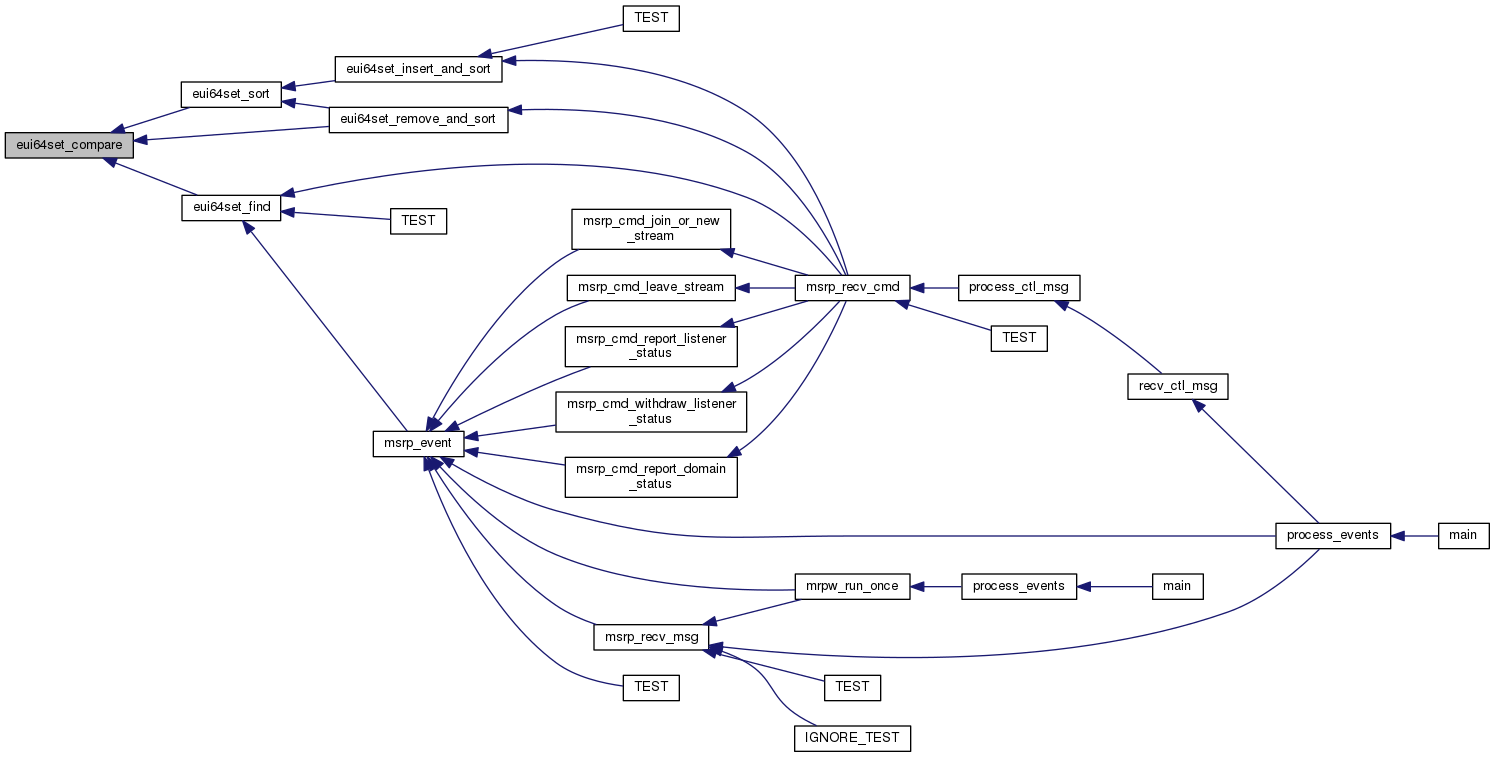 TEST
eui64set_insert_and_sort
eui64set_sort
eui64set_remove_and_sort
eui64set_compare
eui64set_find
TEST
msrp_cmd_join_or_new
_stream
msrp_cmd_leave_stream
msrp_recv_cmd
process_ctl_msg
msrp_cmd_report_listener
_status
TEST
recv_ctl_msg
msrp_cmd_withdraw_listener
_status
msrp_event
msrp_cmd_report_domain
_status
process_events
main
mrpw_run_once
process_events
main
msrp_recv_msg
TEST
TEST
IGNORE_TEST